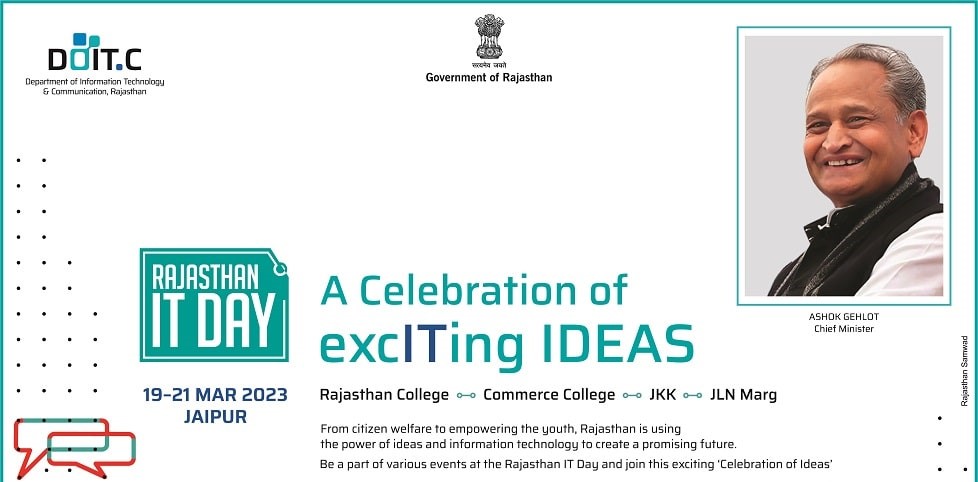 DOIT.C
Department of Information Technology
& Communication, Rajasthan
सत्यमेव जयते
Government of Rajasthan
ASHOK GEHLOT
Chief Minister
RAJASTHAN
IT DAY
19–21 MAR 2023
JAIPUR
A Celebration of
excITing IDEAS
Rajasthan College
Commerce College
JKK
JLN Marg
From citizen welfare to empowering the youth, Rajasthan is using
the power of ideas and information technology to create a promising future.
Be a part of various events at the Rajasthan IT Day and join this exciting ‘Celebration of Ideas’
Rajasthan Samwad